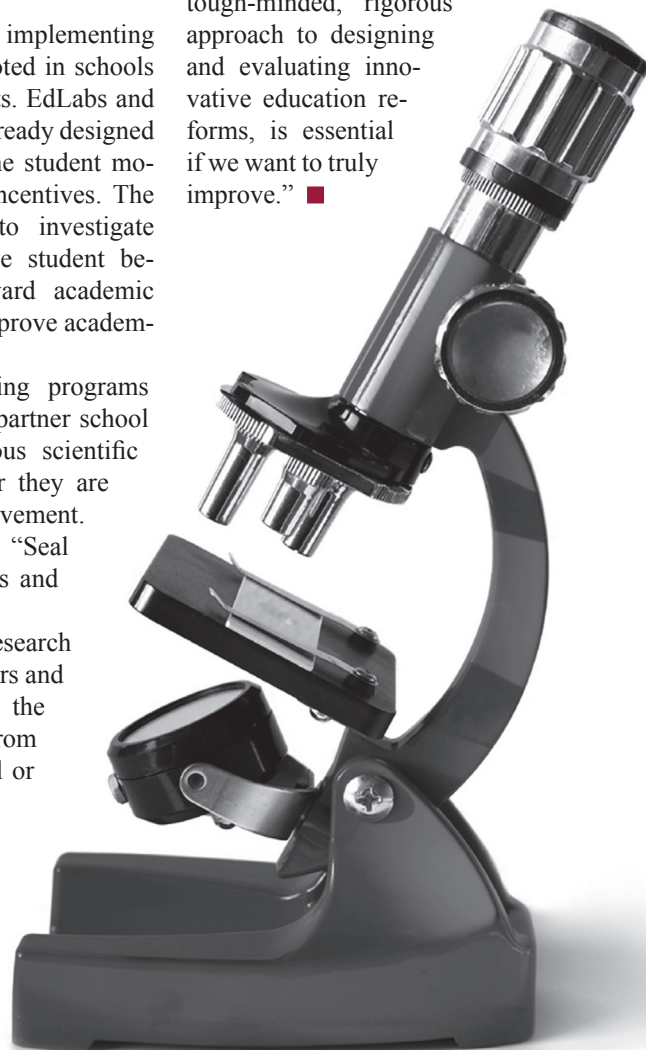 implementing
oted in schools
ts. EdLabs and
ready designed
ne student mo-
ncentives. The
to investigate
e student be-
ard academic
prove academ-
ing programs
partner school
ous scientific
r they are
vement.
“Seal
s and
esearch
rs and
the
rom
l or
tough-minded, rigorous
approach to designing
and evaluating inno-
vative education re-
forms, is essential
if we want to truly
improve.”